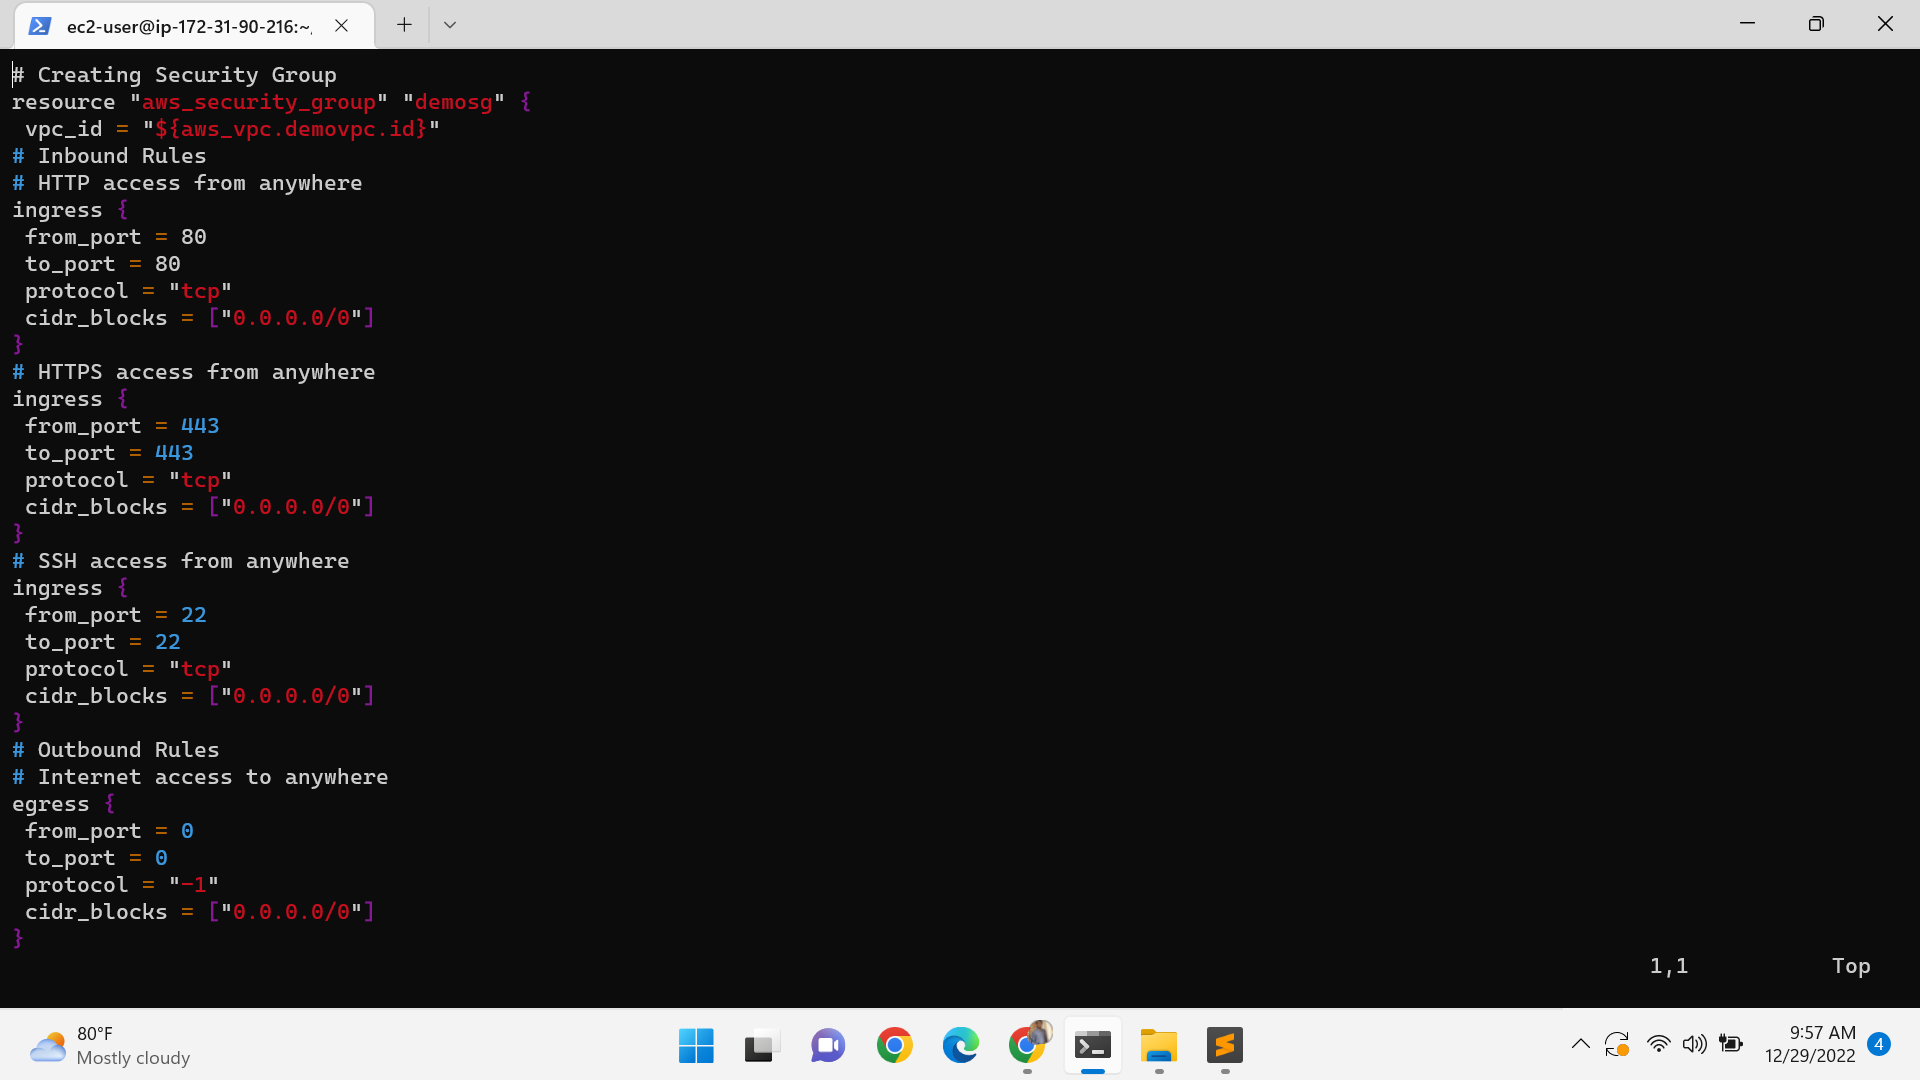 ec2-user@ip-172-31-90-216:~,
# Creating Security Group
resource "aws_security_group" "demosg" {
 vpc_id = "${aws_vpc.demovpc.id}"
# Inbound Rules
# HTTP access from anywhere
ingress {
 from_port = 80
 to_port = 80
 protocol = "tcp"
 cidr_blocks = ["0.0.0.0/0"]
}
# HTTPS access from anywhere
ingress {
 from_port = 443
 to_port = 443
 protocol = "tcp"
 cidr_blocks = ["0.0.0.0/0"]
}
# SSH access from anywhere
ingress {
 from_port = 22
 to_port = 22
 protocol = "tcp"
 cidr_blocks = ["0.0.0.0/0"]
}
# Outbound Rules
# Internet access to anywhere
egress {
 from_port = 0
 to_port = 0
 protocol = "-1"
 cidr_blocks = ["0.0.0.0/0"]
}
1,1 Top
80°F
Mostly cloudy
9:57 AM
12/29/2022
4